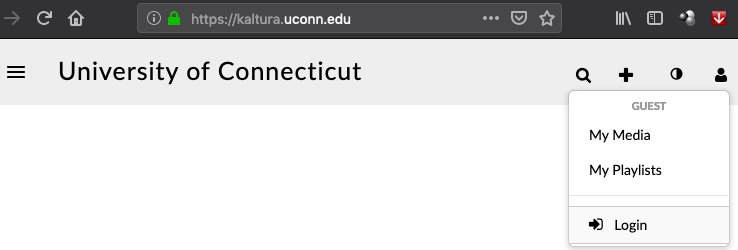 https://kaltura.uconn.edu
University of Connecticut
GUEST
My Media
My Playlists
Login